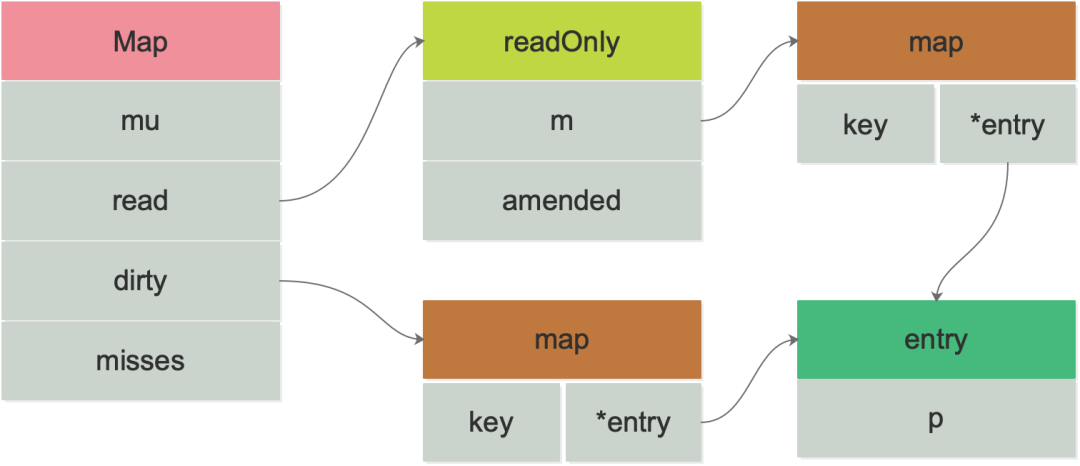 Map
mu
read
dirty
misses
readOnly
m
amended
map
key *entry
map
key *entry
entry
p